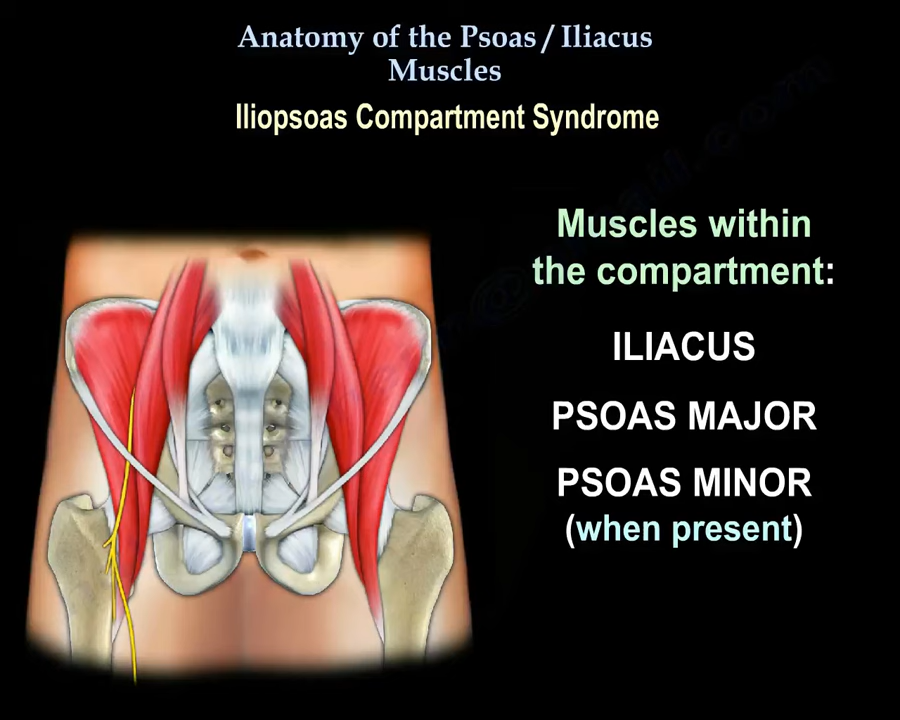 Anatomy of the Psoas / Iliacus
Muscles
Iliopsoas Compartment Syndrome
Muscles within
the compartment:
ILIACUS
PSOAS MAJOR
PSOAS MINOR
(when present)